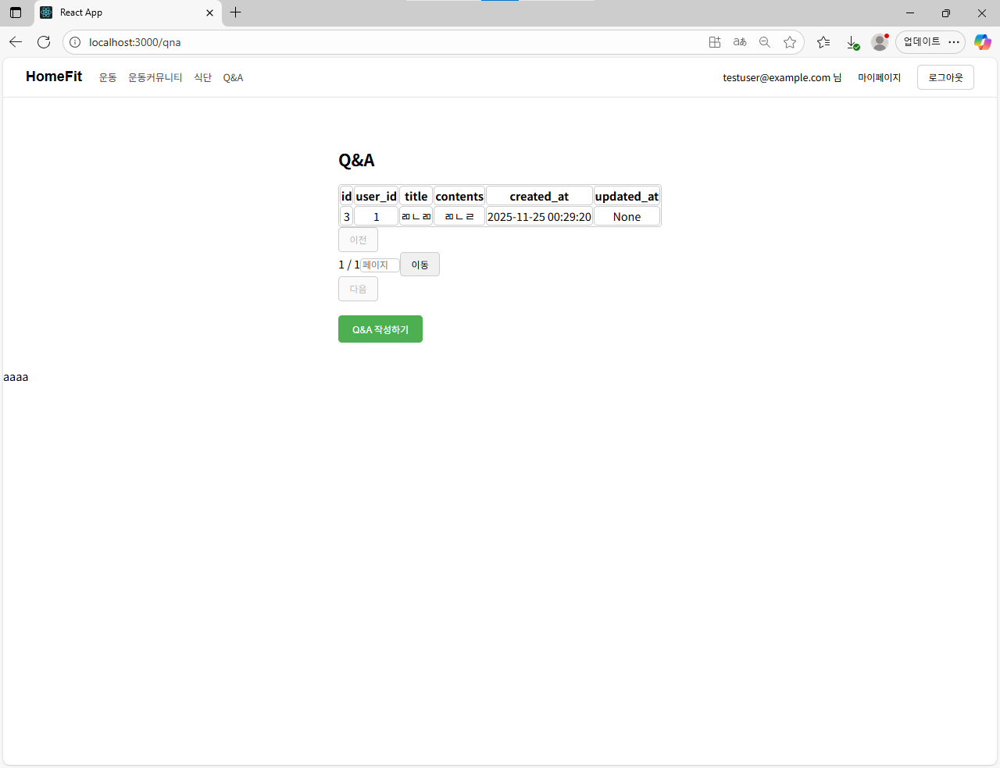 React App
localhost:3000/qna
aあ
업데이트
HomeFit 운동 운동커뮤니티 식단 Q&A testuser@example.com 님 마이페이지 로그아웃
Q&A
id user_id title contents created_at updated_at
3 1 ㄻㄴㄻ ㄻㄴㄹ 2025-11-25 00:29:20 None
이전
1 / 1 페이지 이동
다음
Q&A 작성하기
aaaa